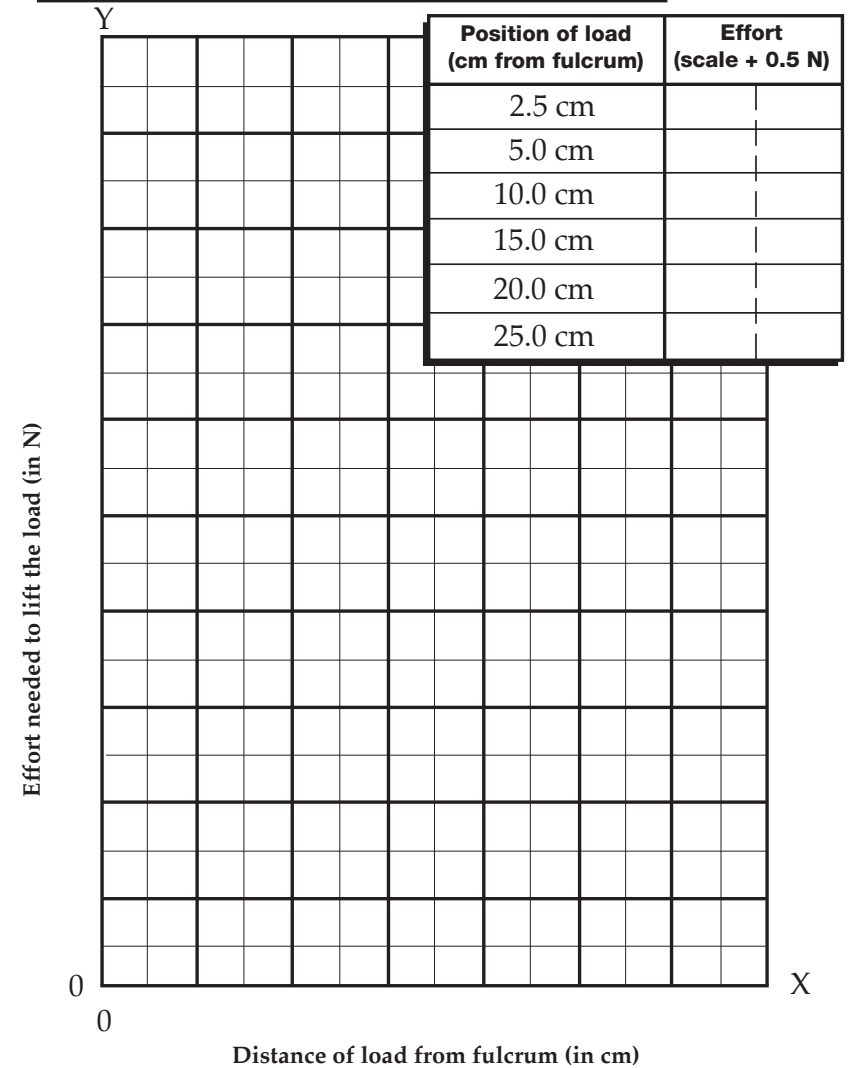 Y
Position of load
(cm from fulcrum)
Effort
(scale + 0.5 N)
2.5 cm
5.0 cm
10.0 cm
15.0 cm
20.0 cm
25.0 cm
Effort needed to lift the load (in N)
0
X
0
Distance of load from fulcrum (in cm)